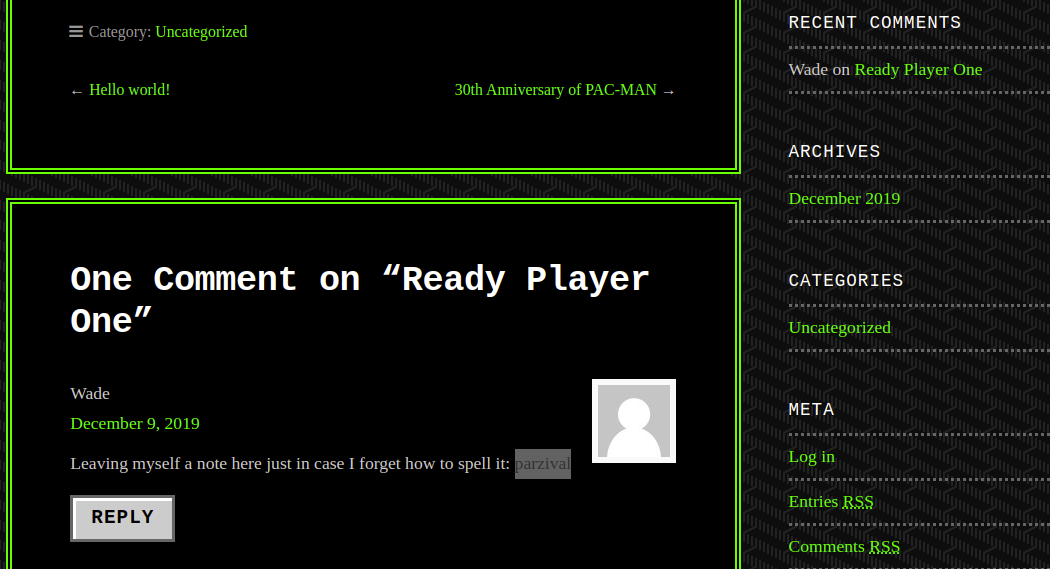 Category: Uncategorized
← Hello world!
30th Anniversary of PAC-MAN →
One Comment on “Ready Player
One”
Wade
December 9, 2019
Leaving myself a note here just in case I forget how to spell it: parzival
REPLY
RECENT COMMENTS
Wade on Ready Player One
ARCHIVES
December 2019
CATEGORIES
Uncategorized
META
Log in
Entries RSS
Comments RSS